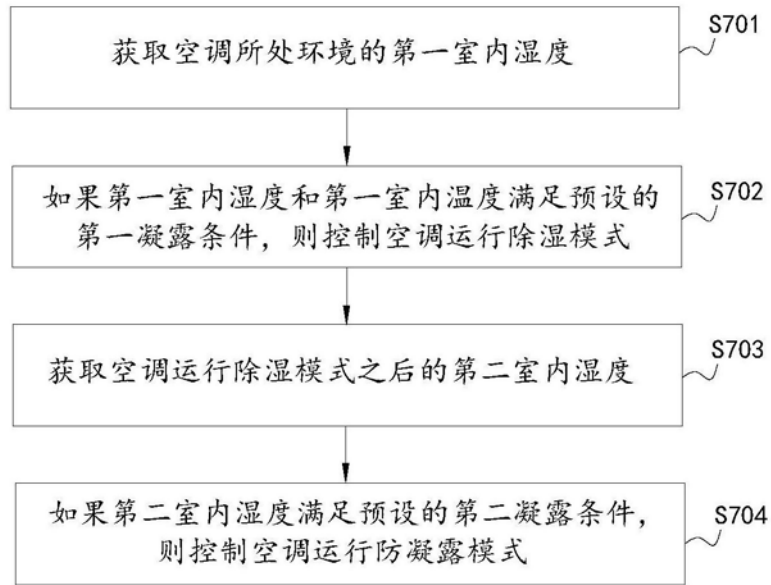 获取空调所处环境的第一室内湿度
S701
如果第一室内湿度和第一室内温度满足预设的
第一凝露条件，则控制空调运行除湿模式
S702
获取空调运行除湿模式之后的第二室内湿度
S703
如果第二室内湿度满足预设的第二凝露条件，
则控制空调运行防凝露模式
S704